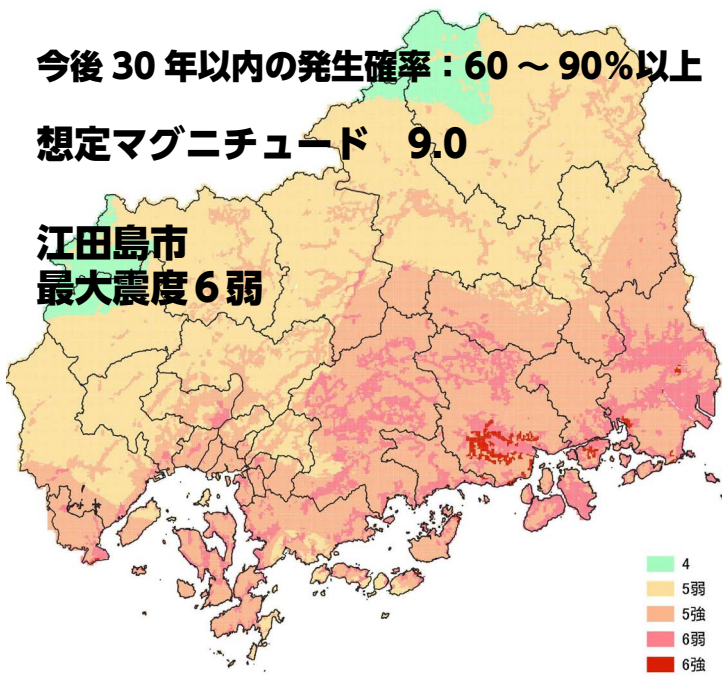 今後 30 年以内の発生確率：60 ～ 90%以上
想定マグニチュード　9.0
江田島市
最大震度６弱
4
5弱
5強
6弱
6強